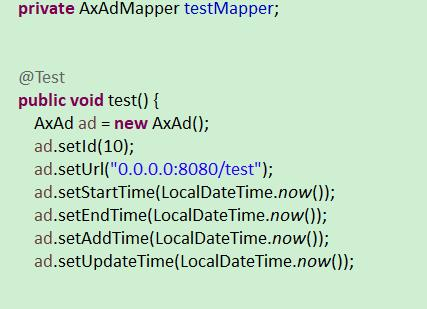 private AxAdMapper testMapper;
@Test
public void test() {
AxAd ad = new AxAd();
ad.setId(10);
ad.setUrl("0.0.0.0:8080/test");
ad.setStartTime(LocalDateTime.now());
ad.setEndTime(LocalDateTime.now());
ad.setAddTime(LocalDateTime.now());
ad.setUpdateTime(LocalDateTime.now());